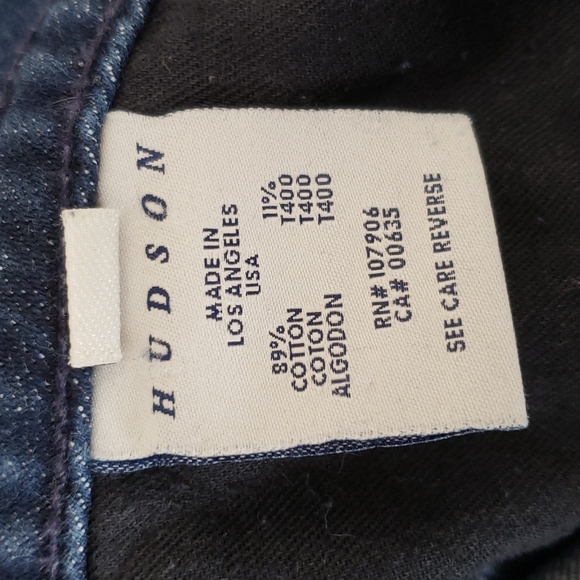 HUDSON
MADE IN
LOS ANGELES
USA
89% 11%
COTTON T400
COTON T400
ALGODON T400
RN# 107906
CA# 00635
SEE CARE REVERSE